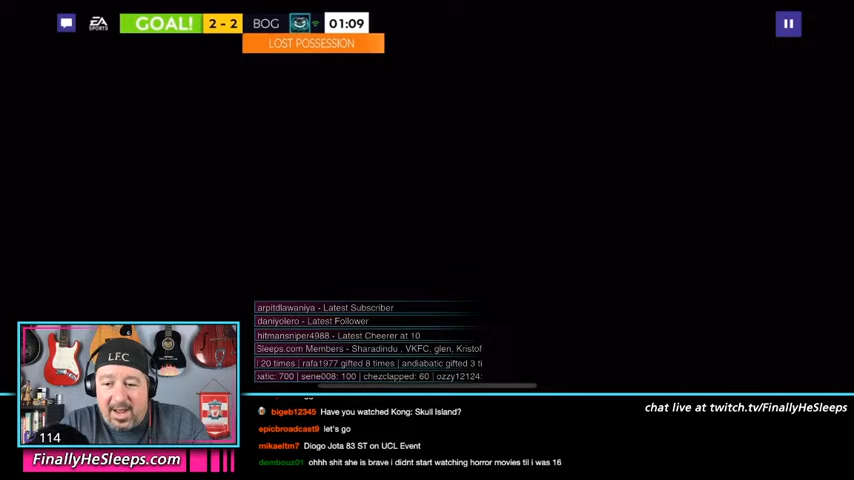 EA SPORTS
GOAL!
2 - 2
BOG
01:09
LOST POSSESSION
arpitdlawaniya - Latest Subscriber
daniyolero - Latest Follower
hitmansniper4988 - Latest Cheerer at 10
Sleeps.com Members - Sharadindu , VKFC, glen, Kristof
20 times | rafa1977 gifted 8 times | andiabatic gifted 3 ti
batic: 700 | sene008: 100 | chezclapped: 60 | ozzy12124:
L.F.C
114
FinallyHeSleeps.com
bigeb12345 Have you watched Kong: Skull Island?
epicbroadcast9 let's go
mikaeltm7 Diogo Jota 83 ST on UCL Event
dembouz01 ohhh shit she is brave i didnt start watching horror movies til i was 16
chat live at twitch.tv/FinallyHeSleeps